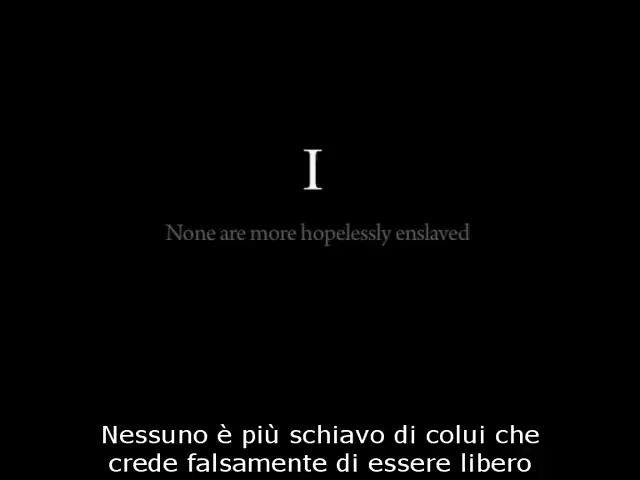 I
None are more hopelessly enslaved
Nessuno è più schiavo di colui che
crede falsamente di essere libero